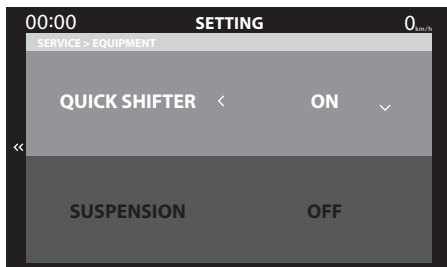 00:00 SETTING 0km/h
SERVICE > EQUIPMENT
QUICK SHIFTER < ON
«
SUSPENSION OFF